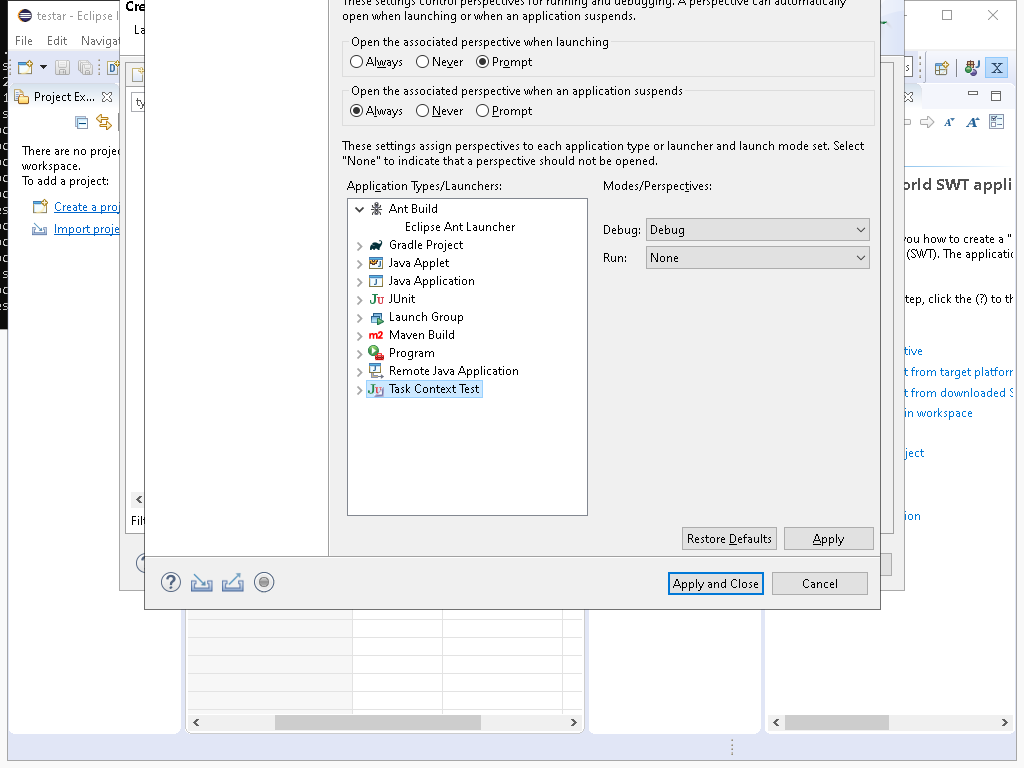 testar - Eclipse I
File Edit Navigat
Cre
La
These settings control perspectives for running and debugging. A perspective can automatically
open when launching or when an application suspends.
Open the associated perspective when launching
Always Never Prompt
Open the associated perspective when an application suspends
Always Never Prompt
These settings assign perspectives to each application type or launcher and launch mode set. Select
"None" to indicate that a perspective should not be opened.
Application Types/Launchers:
Modes/Perspectives:
Ant Build
Eclipse Ant Launcher
Gradle Project
Java Applet
Java Application
JUnit
Launch Group
Maven Build
Program
Remote Java Application
Task Context Test
Debug: Debug
Run: None
Restore Defaults Apply
Apply and Close Cancel
Project Ex...
ty
There are no proje
workspace.
To add a project:
Create a proj
Import proje
Filt
orld SWT appli
you how to create a "
(SWT). The applicatio
tep, click the (?) to th
tive
t from target platforn
t from downloaded S
in workspace
ject
ion